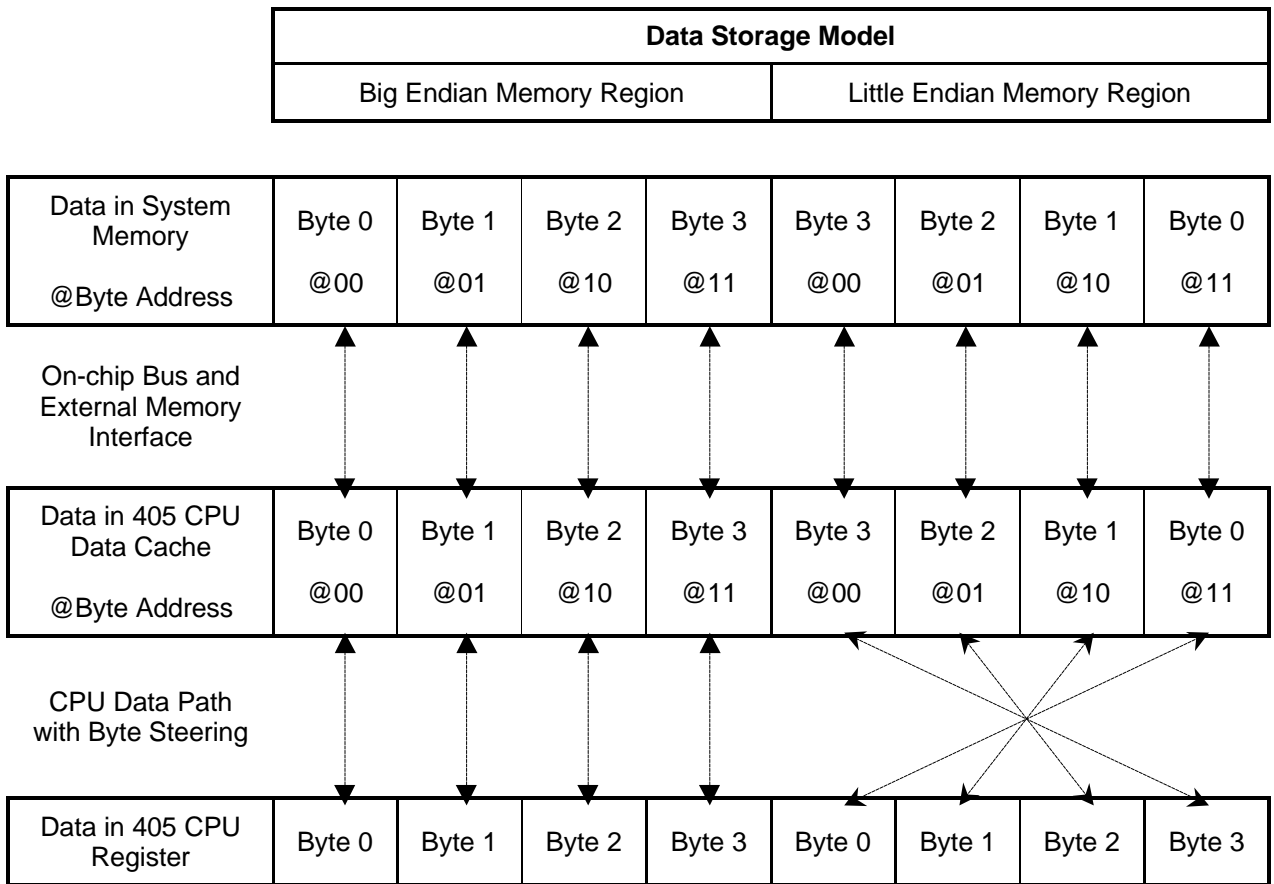 Data Storage Model
Big Endian Memory Region Little Endian Memory Region
Data in System
Memory
@Byte Address
Byte 0 Byte 1 Byte 2 Byte 3 Byte 3 Byte 2 Byte 1 Byte 0
@00 @01 @10 @11 @00 @01 @10 @11
On-chip Bus and
External Memory
Interface
Data in 405 CPU
Data Cache
@Byte Address
Byte 0 Byte 1 Byte 2 Byte 3 Byte 3 Byte 2 Byte 1 Byte 0
@00 @01 @10 @11 @00 @01 @10 @11
CPU Data Path
with Byte Steering
Data in 405 CPU
Register
Byte 0 Byte 1 Byte 2 Byte 3 Byte 0 Byte 1 Byte 2 Byte 3